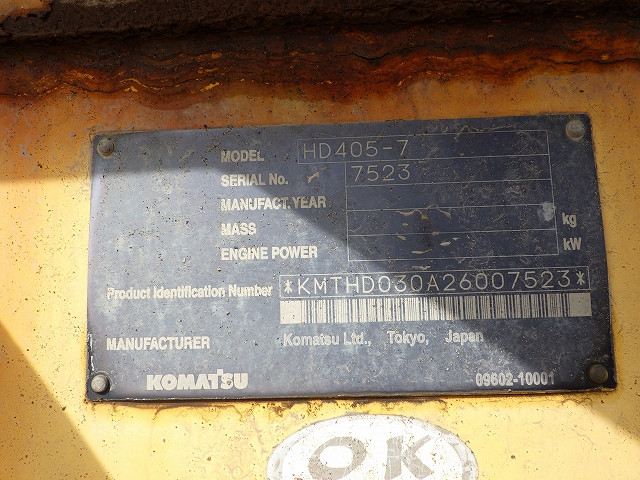 MODEL HD405-7
SERIAL No. 7523
MANUFACT. YEAR
MASS kg
ENGINE POWER kW
Product Identification Number *KMTHD030A26007523*
MANUFACTURER Komatsu Ltd., Tokyo, Japan
KOMATSU 09602-10001
OK